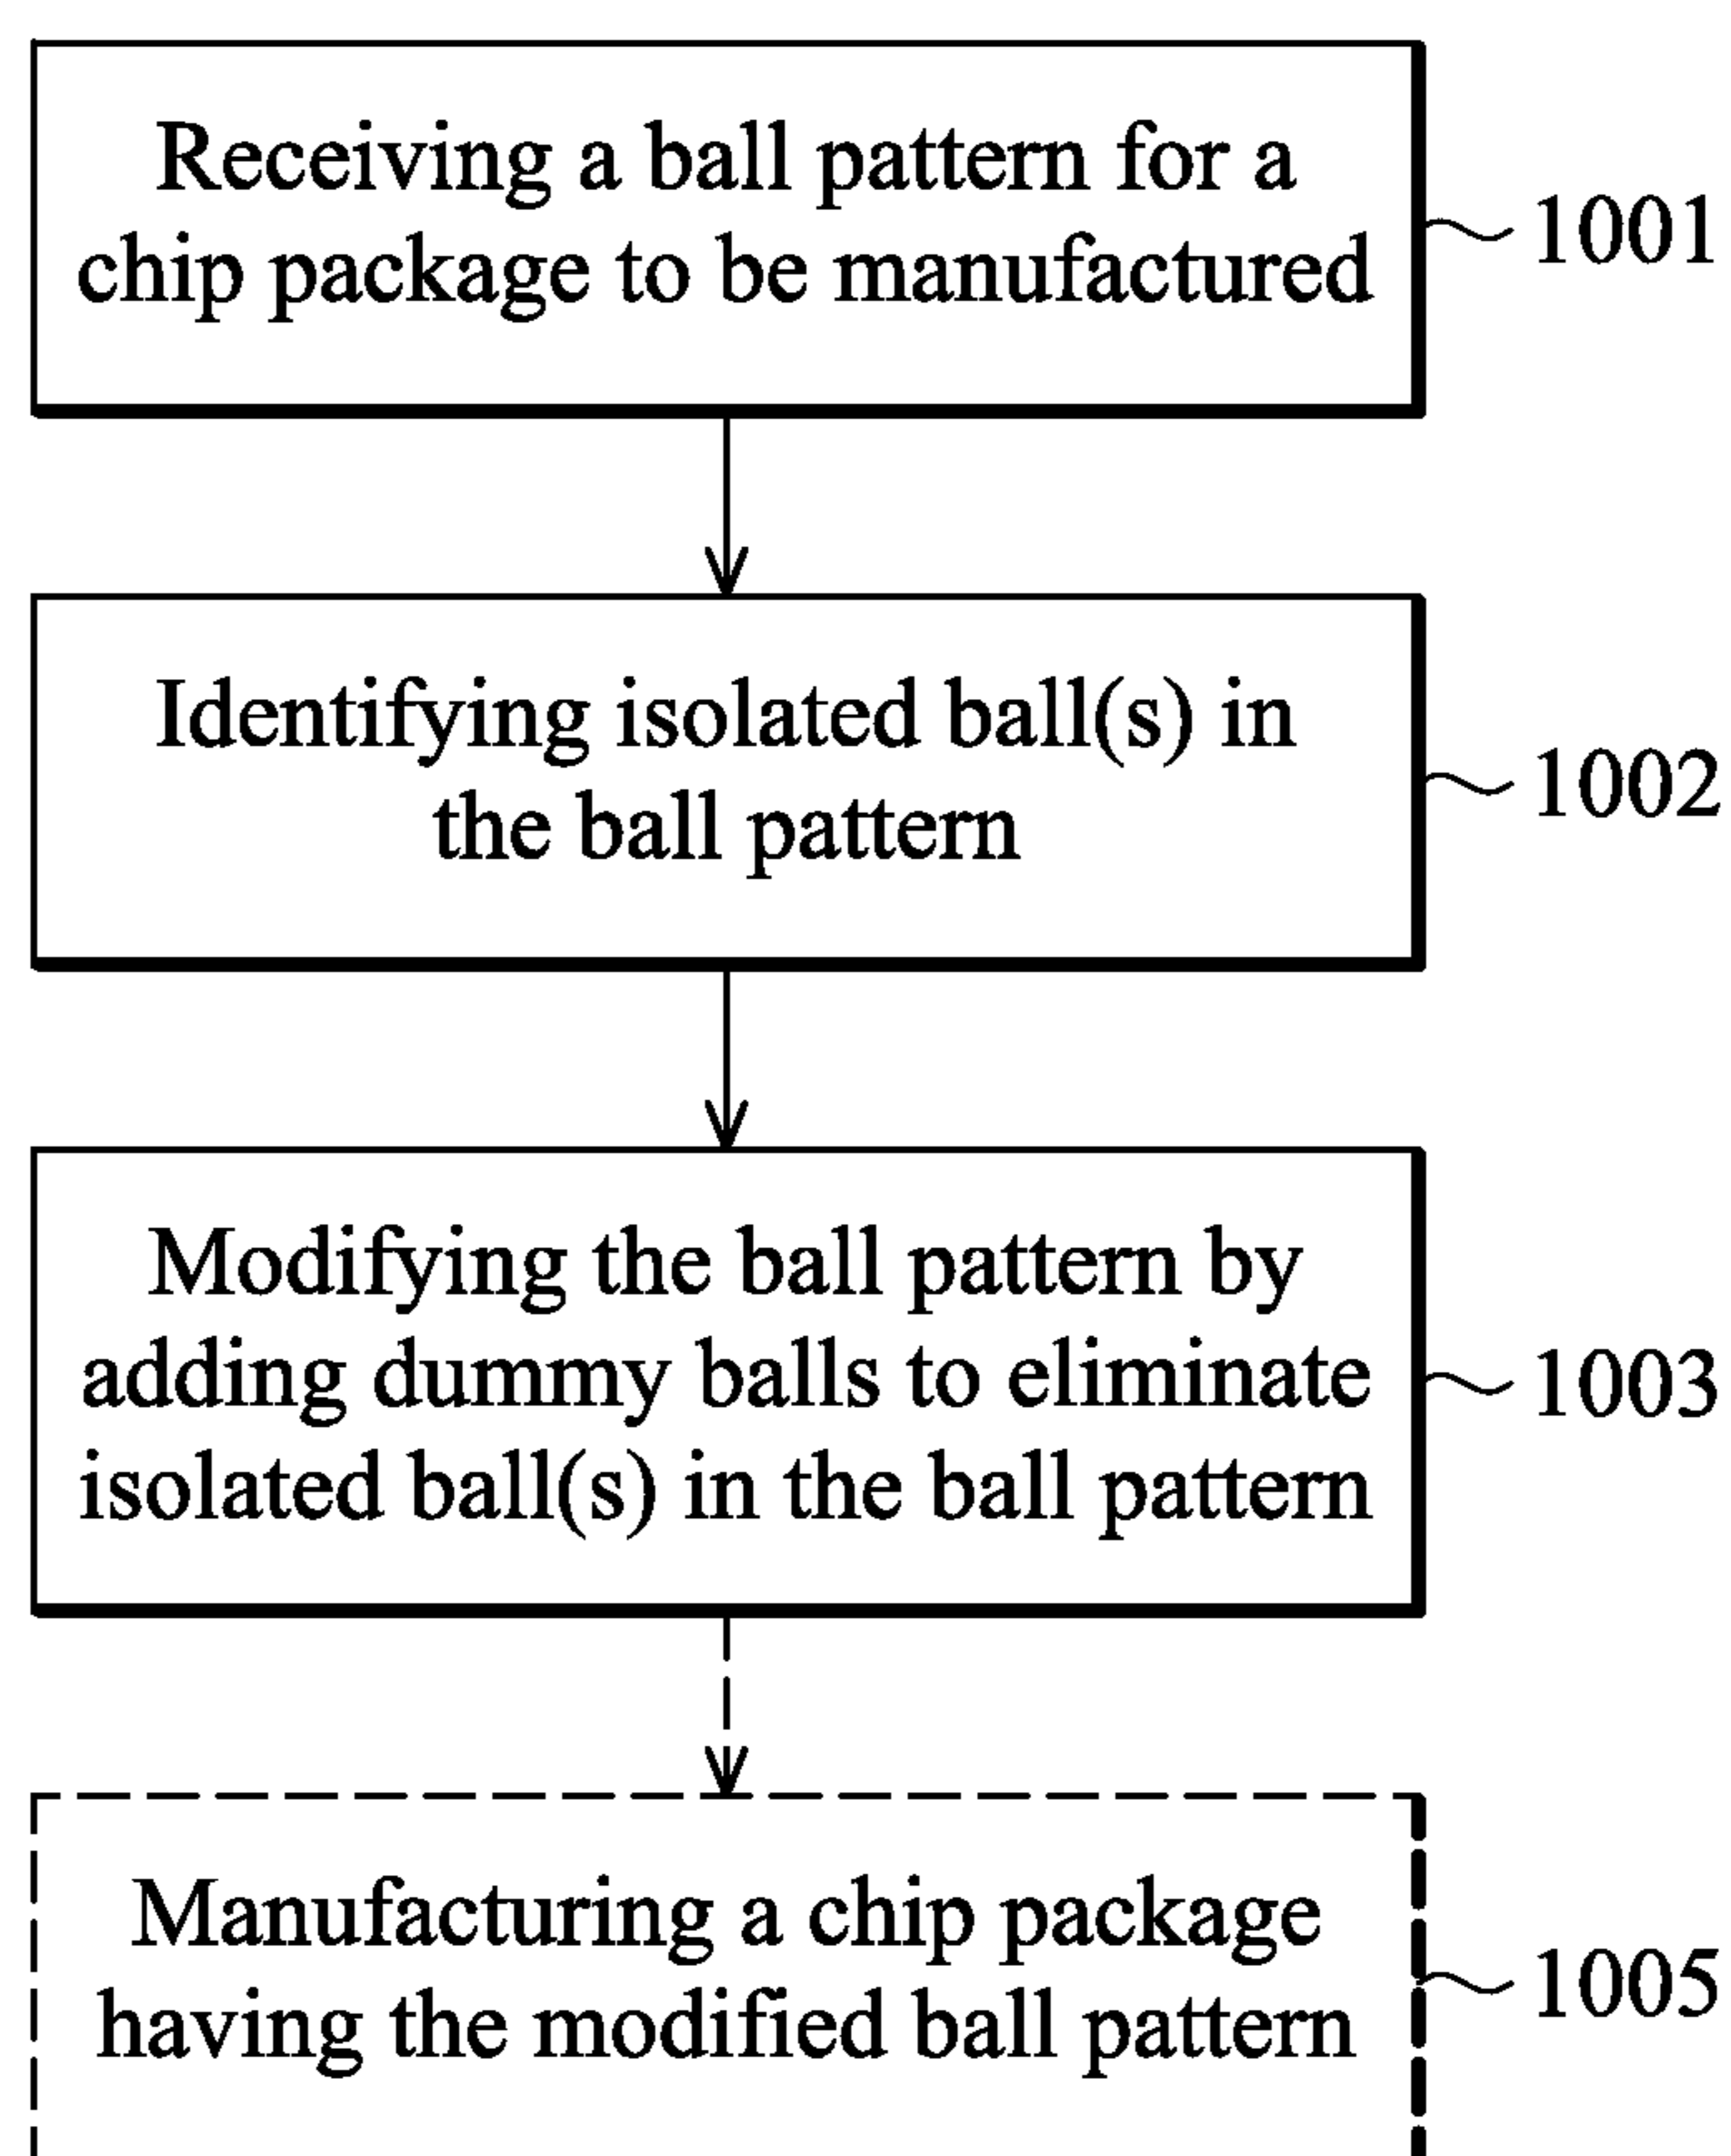 Receiving a ball pattern for a
chip package to be manufactured
1001
Identifying isolated ball(s) in
the ball pattern
1002
Modifying the ball pattern by
adding dummy balls to eliminate
isolated ball(s) in the ball pattern
1003
Manufacturing a chip package
having the modified ball pattern
1005